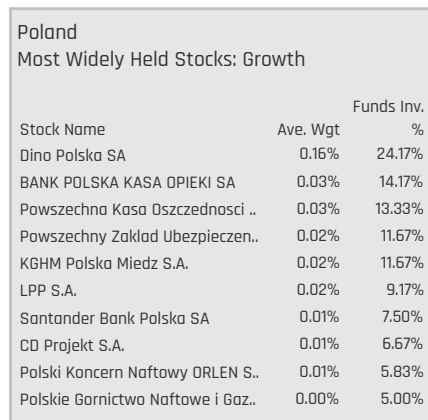 Poland
Most Widely Held Stocks: Growth
Funds Inv.
Stock Name Ave. Wgt %
Dino Polska SA 0.16% 24.17%
BANK POLSKA KASA OPIEKI SA 0.03% 14.17%
Powszechna Kasa Oszczednosci .. 0.03% 13.33%
Powszechny Zaklad Ubezpieczen.. 0.02% 11.67%
KGHM Polska Miedz S.A. 0.02% 11.67%
LPP S.A. 0.02% 9.17%
Santander Bank Polska SA 0.01% 7.50%
CD Projekt S.A. 0.01% 6.67%
Polski Koncern Naftowy ORLEN S.. 0.01% 5.83%
Polskie Gornictwo Naftowe i Gaz.. 0.00% 5.00%